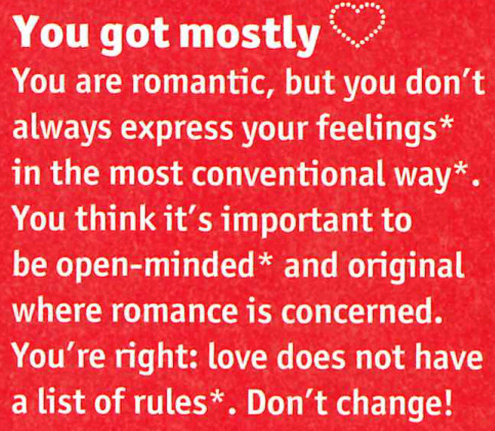 You got mostly
You are romantic, but you don't
always express your feelings*
in the most conventional way*.
You think it's important to
be open-minded* and original
where romance is concerned.
You're right: love does not have
a list of rules*. Don't change!